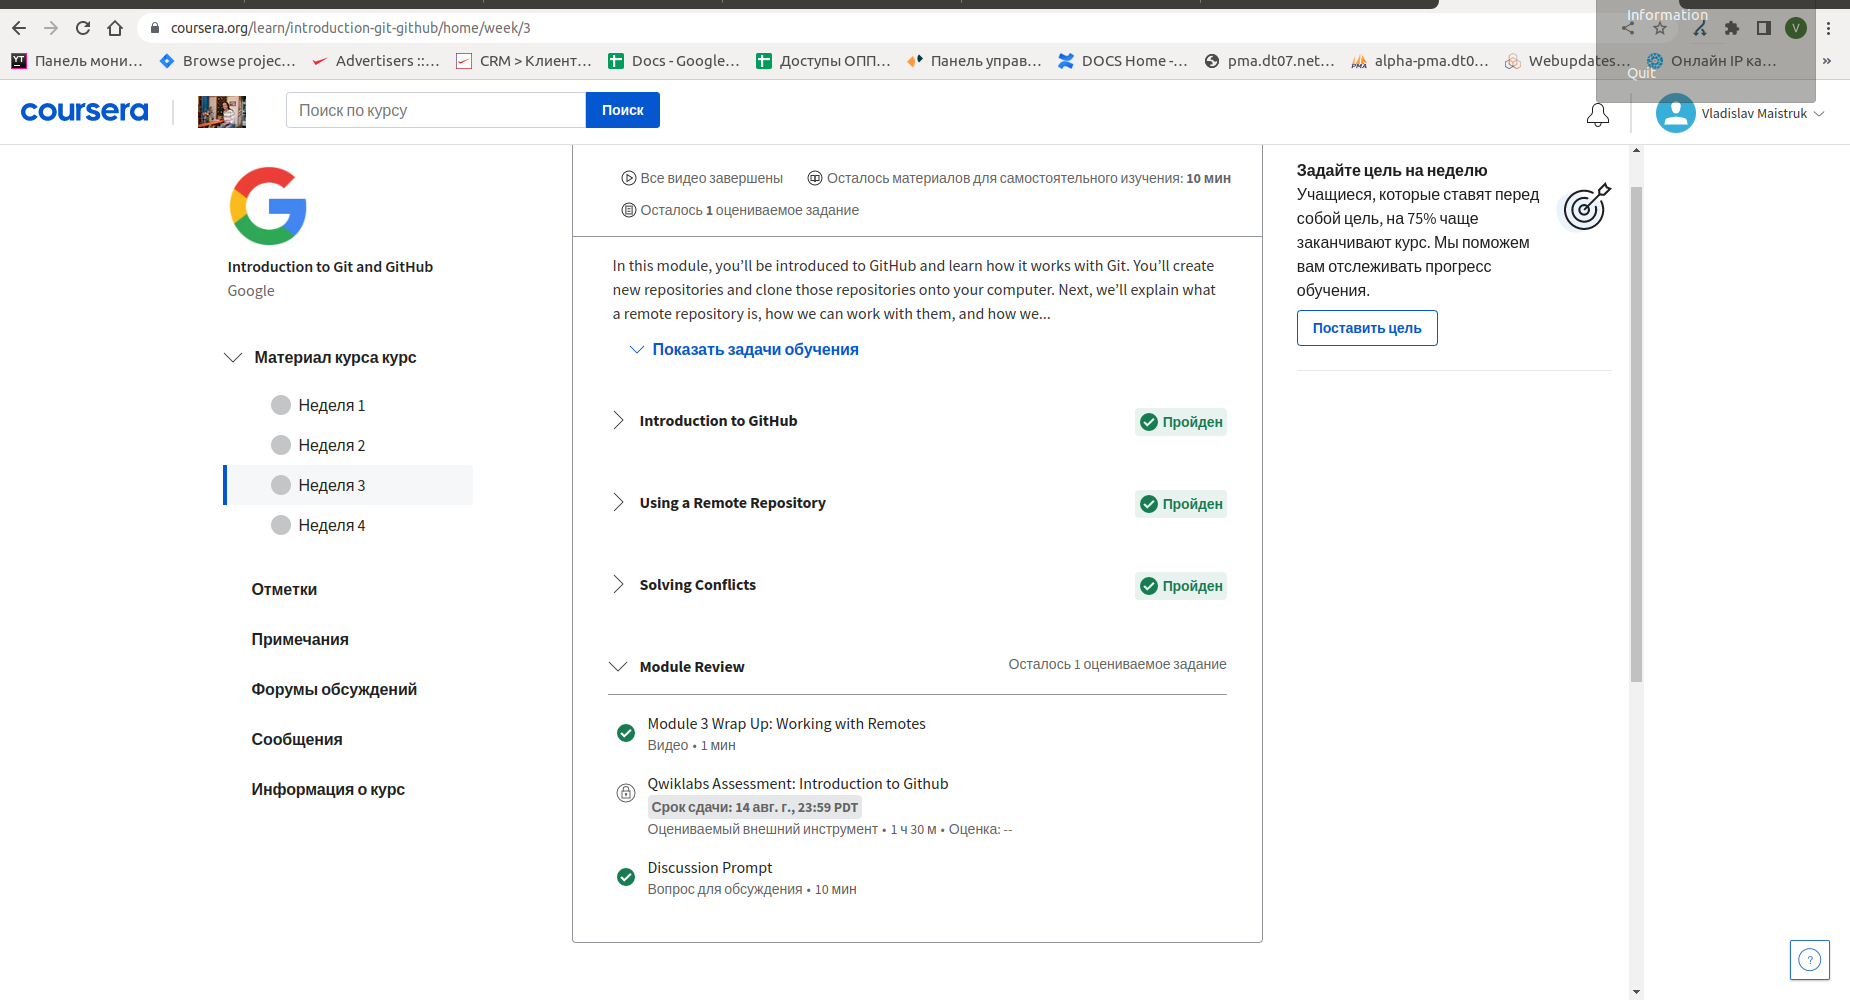 coursera.org/learn/introduction-git-github/home/week/3
Information
Quit
V
Панель мони...
Browse projec...
Advertisers ::...
CRM > Клиент...
Docs - Google...
Доступы ОПП...
Панель управ...
DOCS Home -...
pma.dt07.net...
alpha-pma.dt0...
Webupdates...
Онлайн IP ка...
»
coursera
Поиск по курсу
Поиск
Vladislav Maistruk
Introduction to Git and GitHub
Google
Материал курса курс
Неделя 1
Неделя 2
Неделя 3
Неделя 4
Отметки
Примечания
Форумы обсуждений
Сообщения
Информация о курс
Все видео завершены
Осталось материалов для самостоятельного изучения: 10 мин
Осталось 1 оцениваемое задание
In this module, you’ll be introduced to GitHub and learn how it works with Git. You’ll create
new repositories and clone those repositories onto your computer. Next, we’ll explain what
a remote repository is, how we can work with them, and how we...
Показать задачи обучения
Introduction to GitHub
Пройден
Using a Remote Repository
Пройден
Solving Conflicts
Пройден
Module Review
Осталось 1 оцениваемое задание
Module 3 Wrap Up: Working with Remotes
Видео • 1 мин
Qwiklabs Assessment: Introduction to Github
Срок сдачи: 14 авг. г., 23:59 PDT
Оцениваемый внешний инструмент • 1 ч 30 м • Оценка: --
Discussion Prompt
Вопрос для обсуждения • 10 мин
Задайте цель на неделю
Учащиеся, которые ставят перед
собой цель, на 75% чаще
заканчивают курс. Мы поможем
вам отслеживать прогресс
обучения.
Поставить цель
?